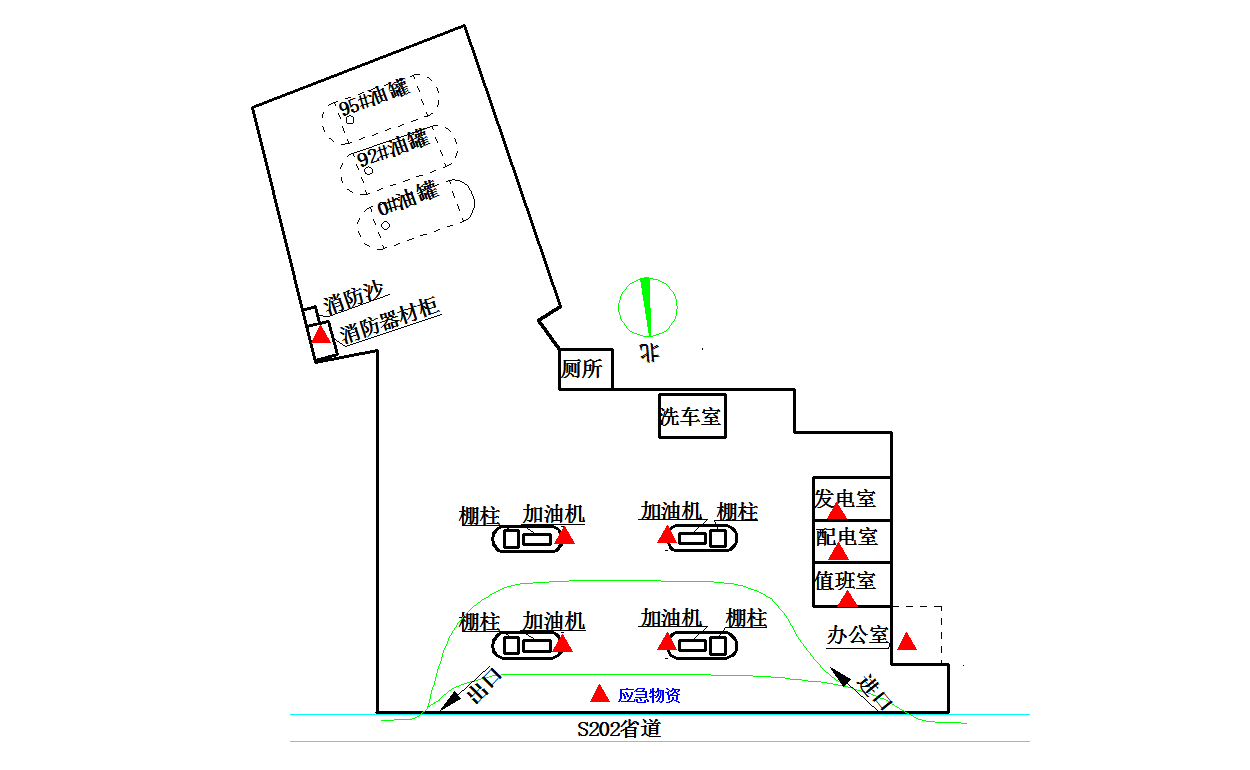 95#油罐
92#油罐
0#油罐
消防沙
消防器材柜
北
厕所
洗车室
发电室
配电室
值班室
办公室
棚柱
加油机
加油机
棚柱
棚柱
加油机
加油机
棚柱
出口
进口
应急物资
S202省道